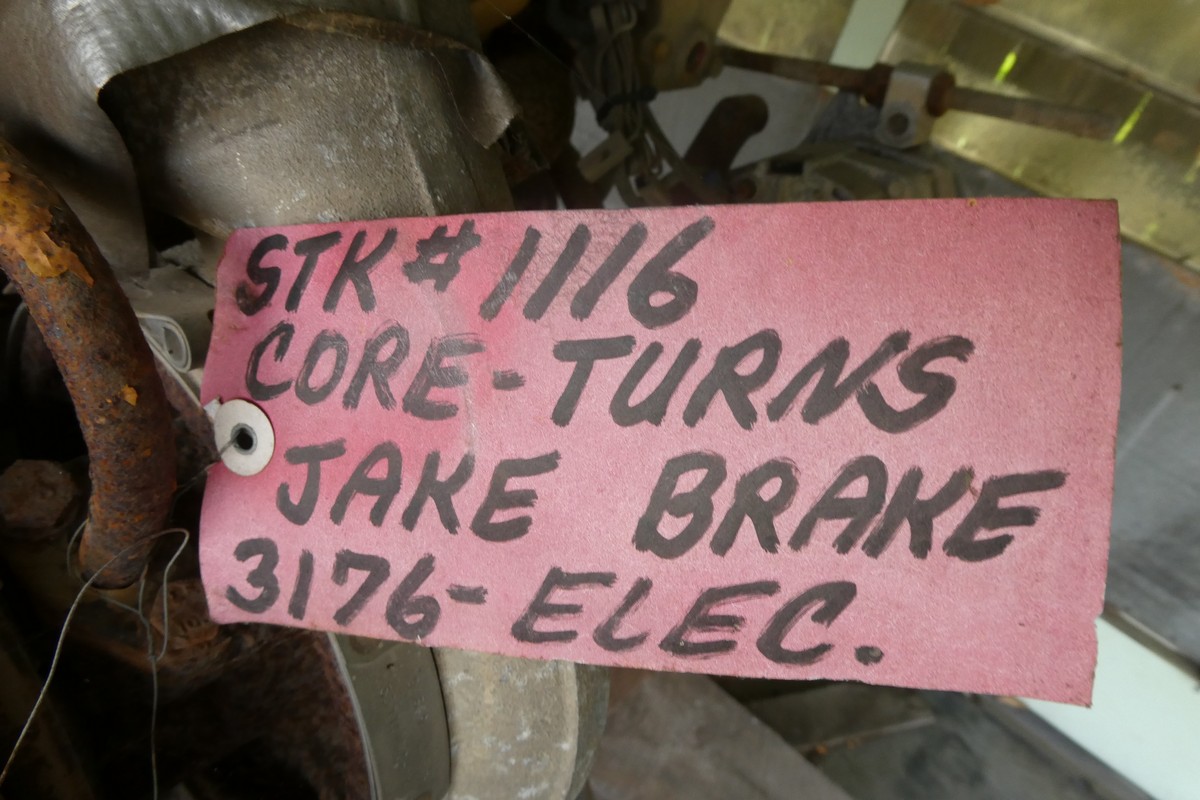 STK#1116
CORE-TURNS
JAKE BRAKE
3176-ELEC.